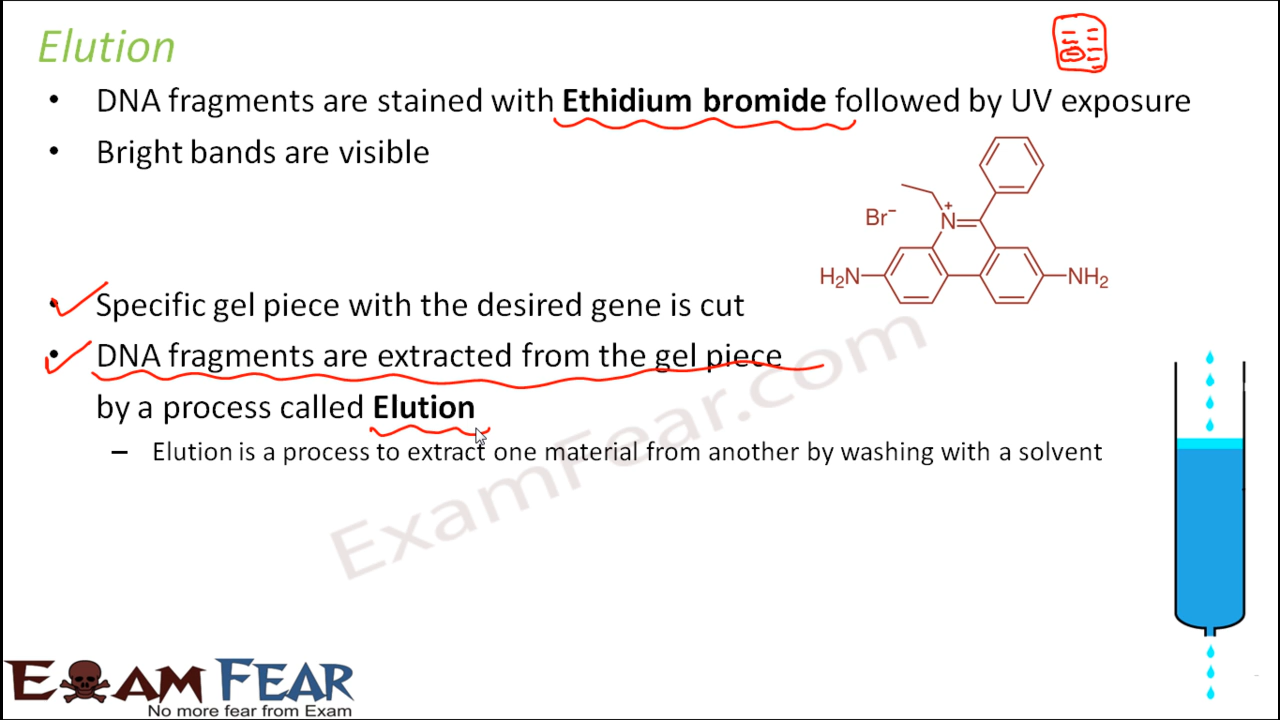 Elution
• DNA fragments are stained with Ethidium bromide followed by UV exposure
• Bright bands are visible
Br⁻
N⁺
H₂N
NH₂
• Specific gel piece with the desired gene is cut
• DNA fragments are extracted from the gel piece
by a process called Elution
– Elution is a process to extract one material from another by washing with a solvent
ExamFear.com
EXAM FEAR
No more fear from Exam